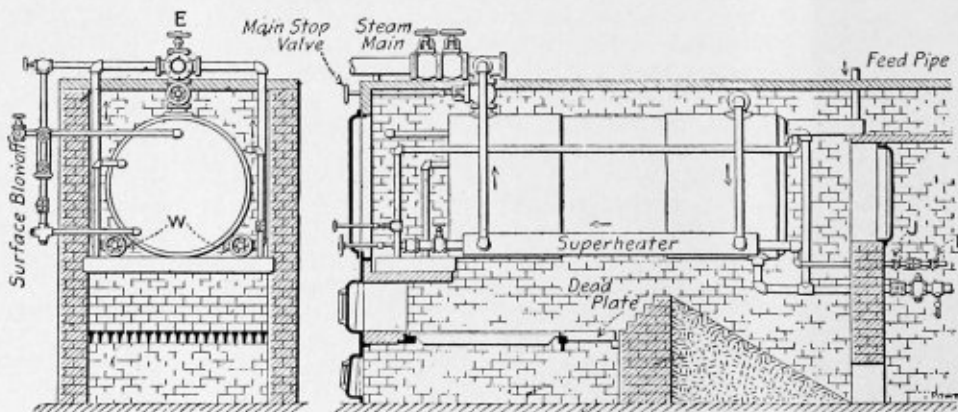 E
Main Stop
Valve
Steam
Main
Feed Pipe
Surface Blowoff
W
Superheater
Dead
Plate
J